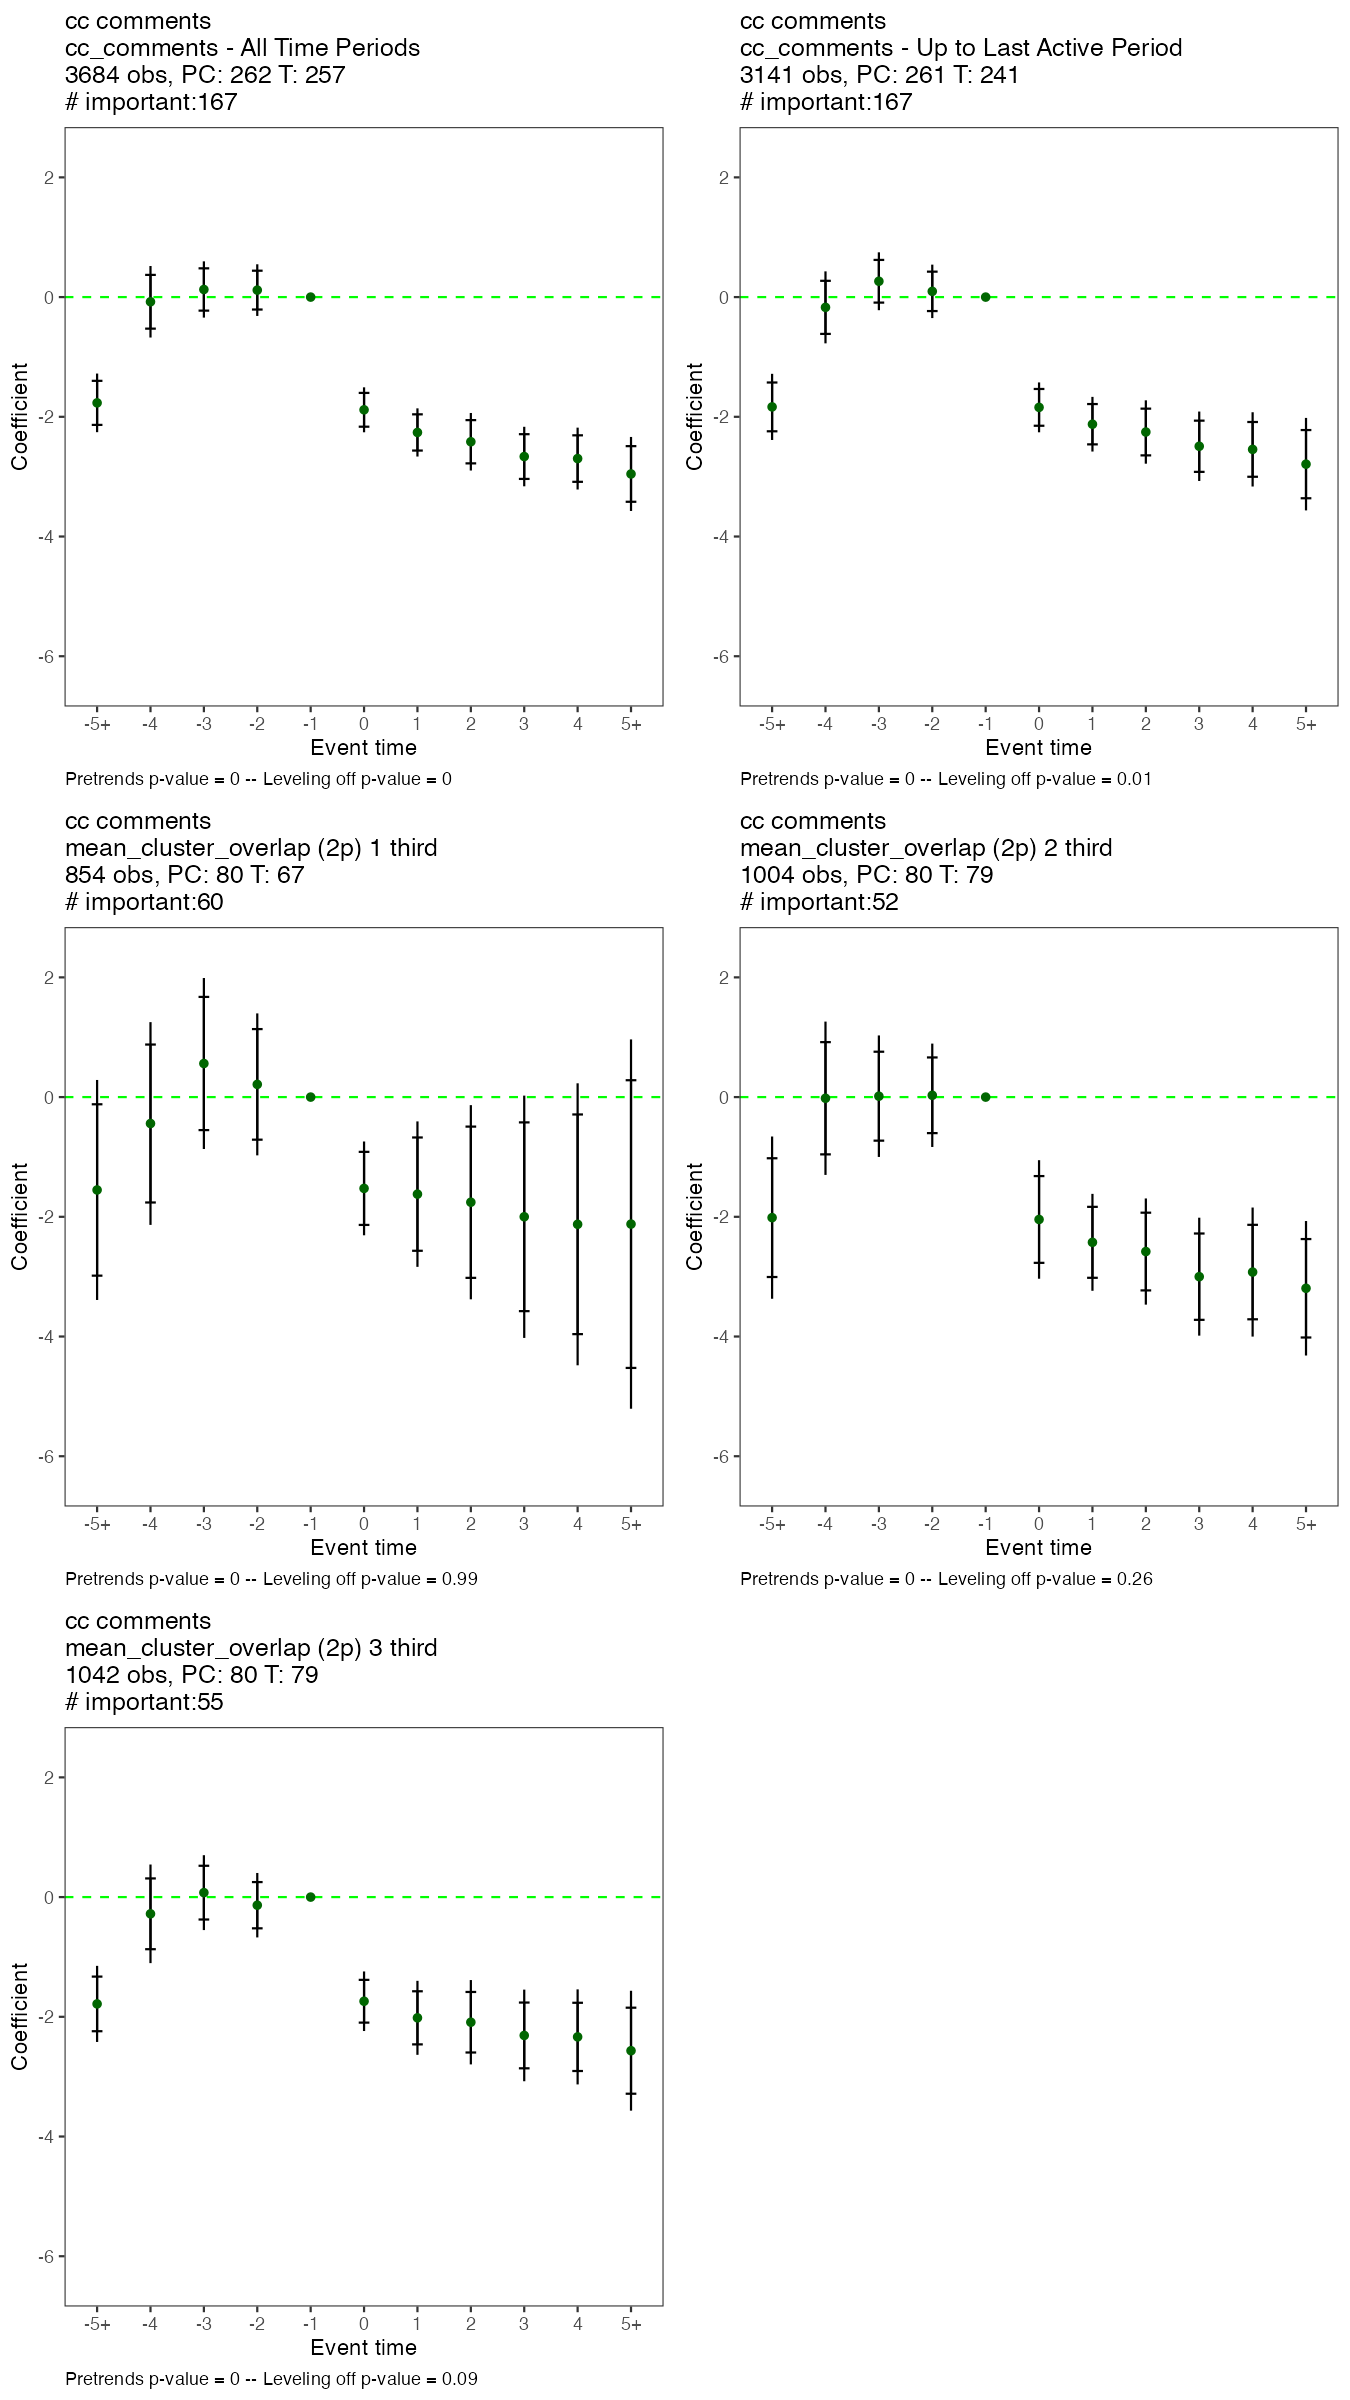 cc comments
cc_comments - All Time Periods
3684 obs, PC: 262 T: 257
# important:167
2
0
-2
-4
-6
Coefficient
-5+ -4 -3 -2 -1 0 1 2 3 4 5+
Event time
Pretrends p-value = 0 -- Leveling off p-value = 0
cc comments
cc_comments - Up to Last Active Period
3141 obs, PC: 261 T: 241
# important:167
2
0
-2
-4
-6
Coefficient
-5+ -4 -3 -2 -1 0 1 2 3 4 5+
Event time
Pretrends p-value = 0 -- Leveling off p-value = 0.01
cc comments
mean_cluster_overlap (2p) 1 third
854 obs, PC: 80 T: 67
# important:60
2
0
-2
-4
-6
Coefficient
-5+ -4 -3 -2 -1 0 1 2 3 4 5+
Event time
Pretrends p-value = 0 -- Leveling off p-value = 0.99
cc comments
mean_cluster_overlap (2p) 2 third
1004 obs, PC: 80 T: 79
# important:52
2
0
-2
-4
-6
Coefficient
-5+ -4 -3 -2 -1 0 1 2 3 4 5+
Event time
Pretrends p-value = 0 -- Leveling off p-value = 0.26
cc comments
mean_cluster_overlap (2p) 3 third
1042 obs, PC: 80 T: 79
# important:55
2
0
-2
-4
-6
Coefficient
-5+ -4 -3 -2 -1 0 1 2 3 4 5+
Event time
Pretrends p-value = 0 -- Leveling off p-value = 0.09